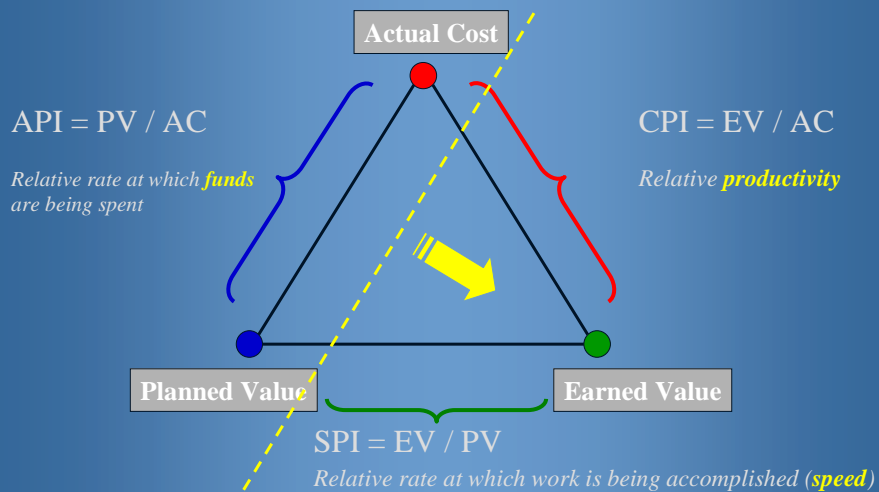 Actual Cost
API = PV / AC
Relative rate at which funds
are being spent
CPI = EV / AC
Relative productivity
Planned Value
Earned Value
SPI = EV / PV
Relative rate at which work is being accomplished (speed)